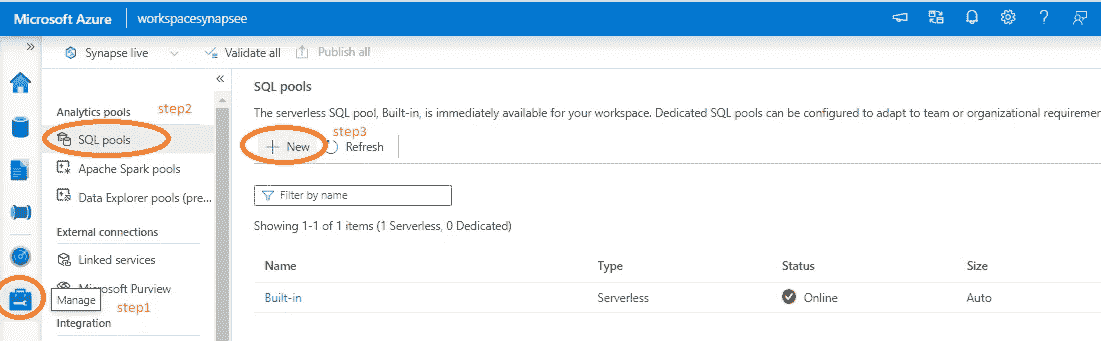 Microsoft Azure workspacesynapsee
Synapse live Validate all Publish all
Analytics pools step2
SQL pools
Apache Spark pools
Data Explorer pools (pre...
External connections
Linked services
Microsoft Purview
Manage
step1
Integration
SQL pools
The serverless SQL pool, Built-in, is immediately available for your workspace. Dedicated SQL pools can be configured to adapt to team or organizational requireme
step3
New Refresh
Filter by name
Showing 1-1 of 1 items (1 Serverless, 0 Dedicated)
Name Type Status Size
Built-in Serverless Online Auto